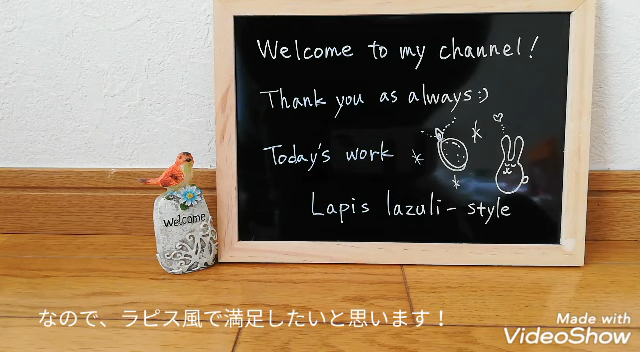 Welcome to my channel!
Thank you as always:)
Today's work
Lapis lazuli-style
Welcome
なので、ラピス風で満足したいと思います！
Made with
VideoShow